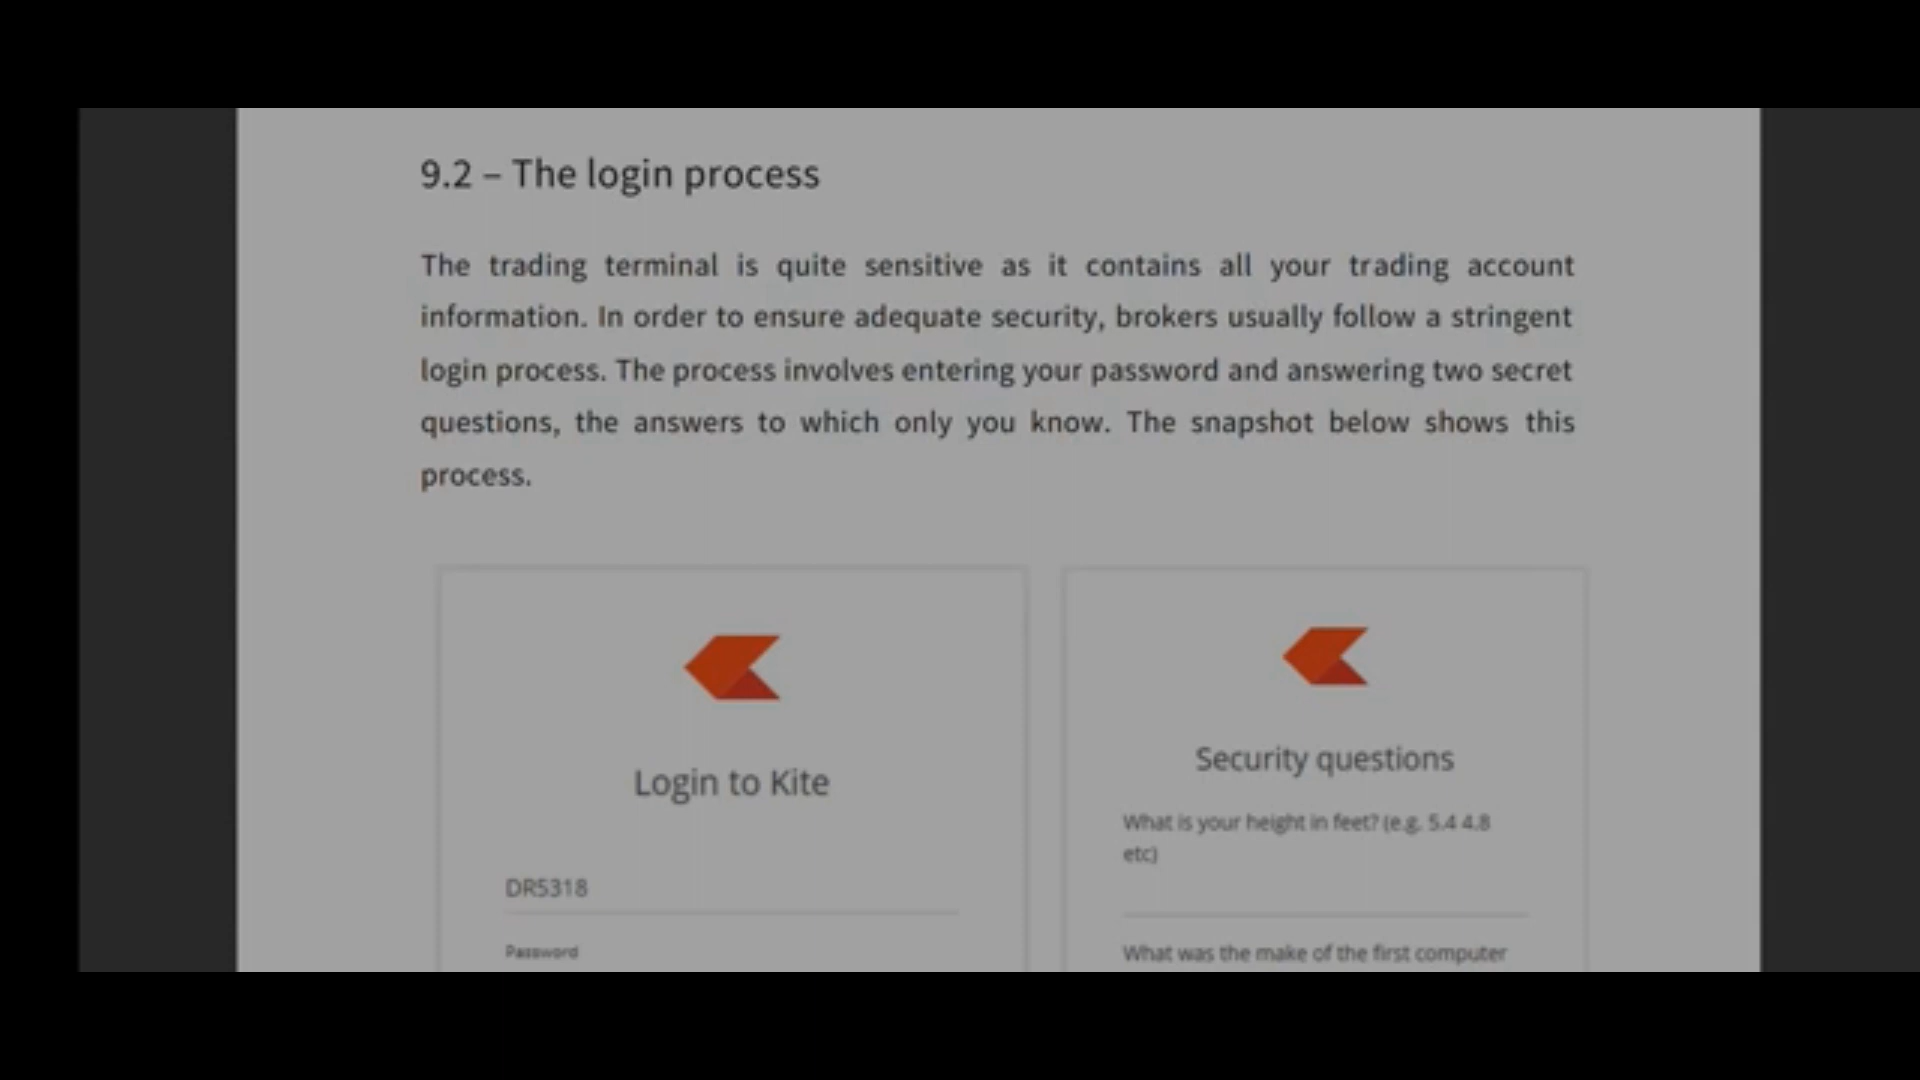 9.2 – The login process
The trading terminal is quite sensitive as it contains all your trading account
information. In order to ensure adequate security, brokers usually follow a stringent
login process. The process involves entering your password and answering two secret
questions, the answers to which only you know. The snapshot below shows this
process.
Login to Kite
DR5318
Password
Security questions
What is your height in feet? (e.g. 5.4 4.8
etc)
What was the make of the first computer